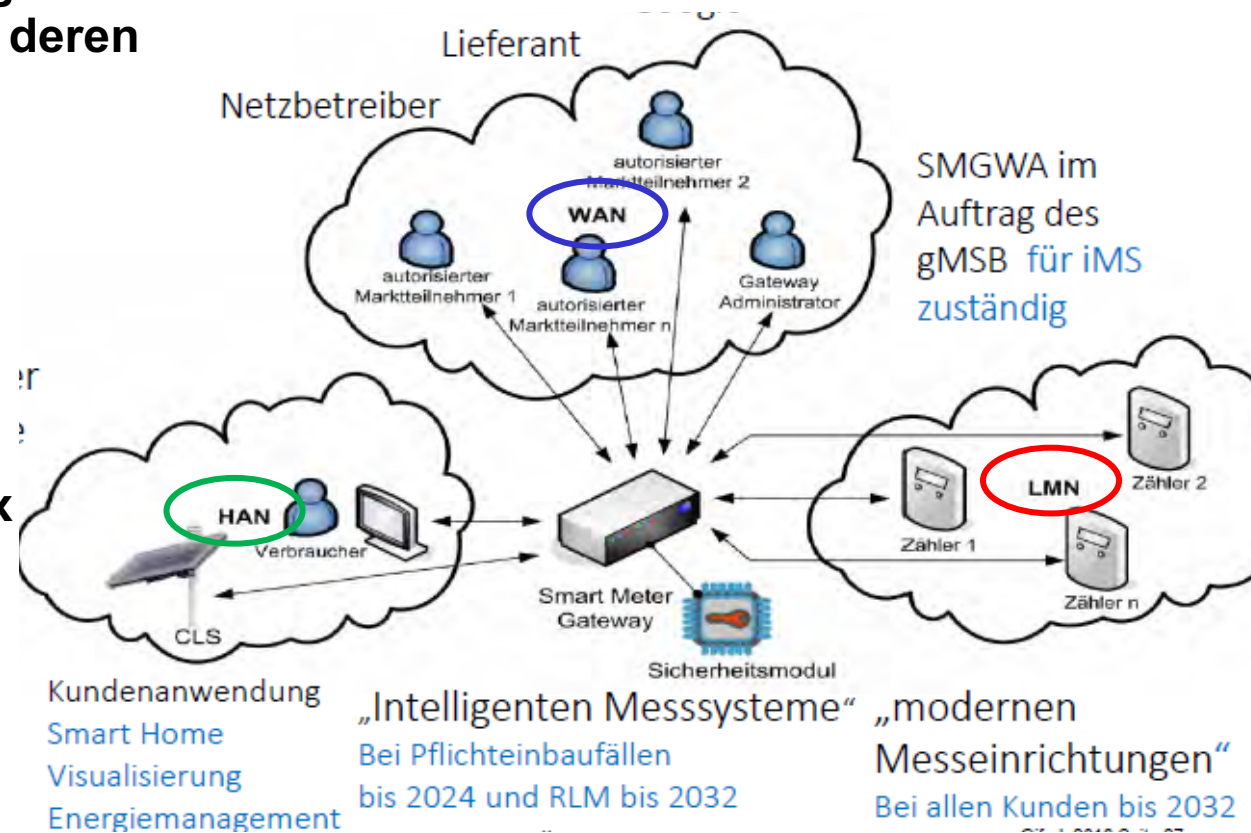 deren
Lieferant
Netzbetreiber
autorisierter
Marktteilnehmer 2
WAN
autorisierter
Marktteilnehmer 1
autorisierter
Marktteilnehmer n
Gateway
Administrator
SMGWA im
Auftrag des
gMSB für iMS
zuständig
er
e
x
HAN
Verbraucher
CLS
LMN
Zähler 2
Zähler 1
Zähler n
Smart Meter
Gateway
Sicherheitsmodul
Kundenanwendung
Smart Home
Visualisierung
Energiemanagement
„Intelligenten Messsysteme“
Bei Pflichteinbaufällen
bis 2024 und RLM bis 2032
„modernen
Messeinrichtungen“
Bei allen Kunden bis 2032